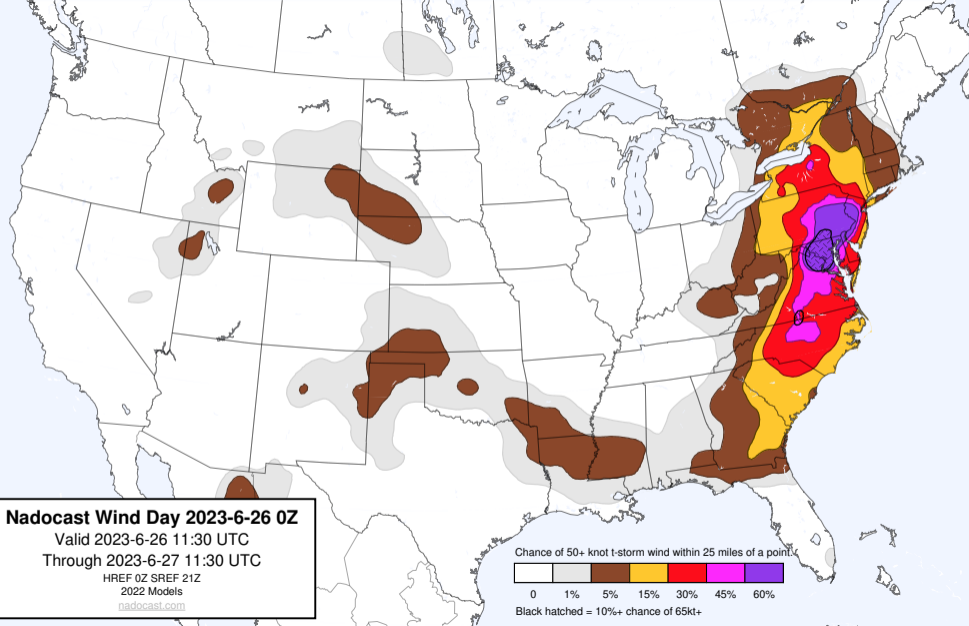 Nadocast Wind Day 2023-6-26 0Z
Valid 2023-6-26 11:30 UTC
Through 2023-6-27 11:30 UTC
HREF 0Z SREF 21Z
2022 Models
nadocast.com
Chance of 50+ knot t-storm wind within 25 miles of a point.
0 1% 5% 15% 30% 45% 60%
Black hatched = 10%+ chance of 65kt+